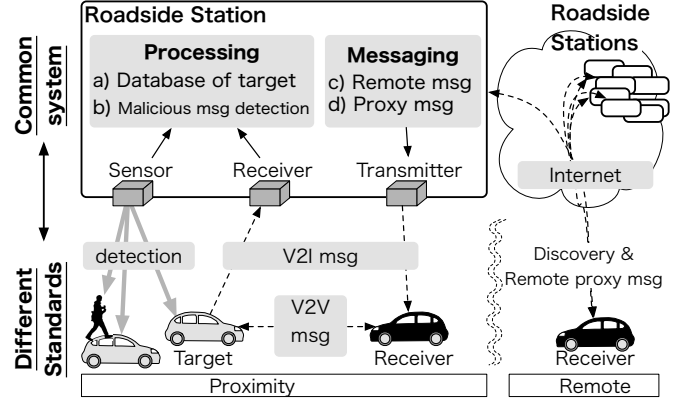 Common
system
Different
Standards
Roadside Station
Processing
a) Database of target
b) Malicious msg detection
Messaging
c) Remote msg
d) Proxy msg
Sensor
Receiver
Transmitter
detection
V2I msg
V2V
msg
Target
Receiver
Proximity
Roadside
Stations
Internet
Discovery &
Remote proxy msg
Receiver
Remote